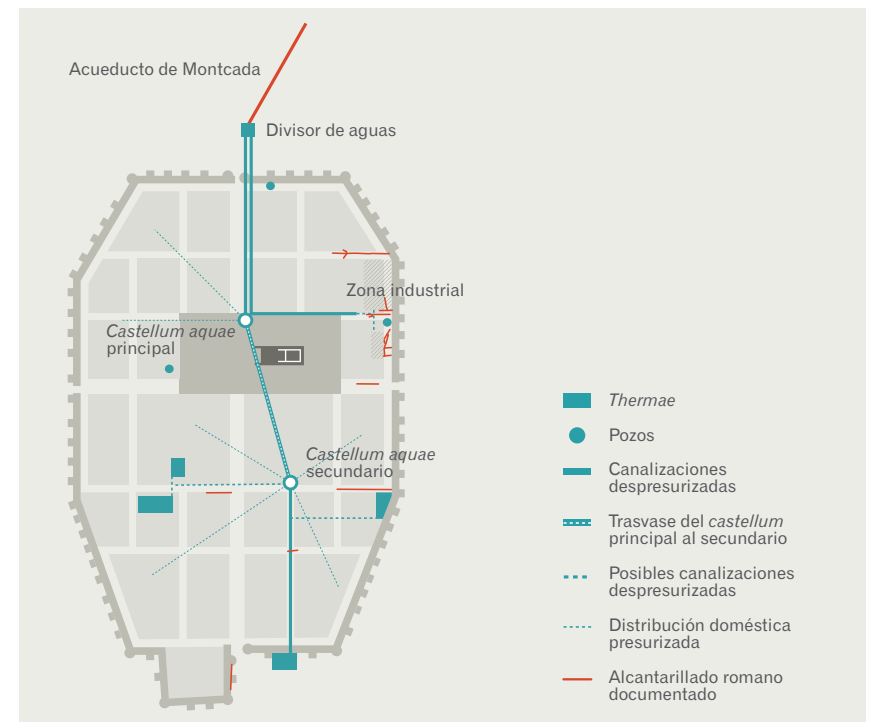 Acueducto de Montcada
Divisor de aguas
Zona industrial
Castellum aquae
principal
Castellum aquae
secundario
Thermae
Pozos
Canalizaciones
despresurizadas
Trasvase del castellum
principal al secundario
Posibles canalizaciones
despresurizadas
Distribución doméstica
presurizada
Alcantarillado romano
documentado